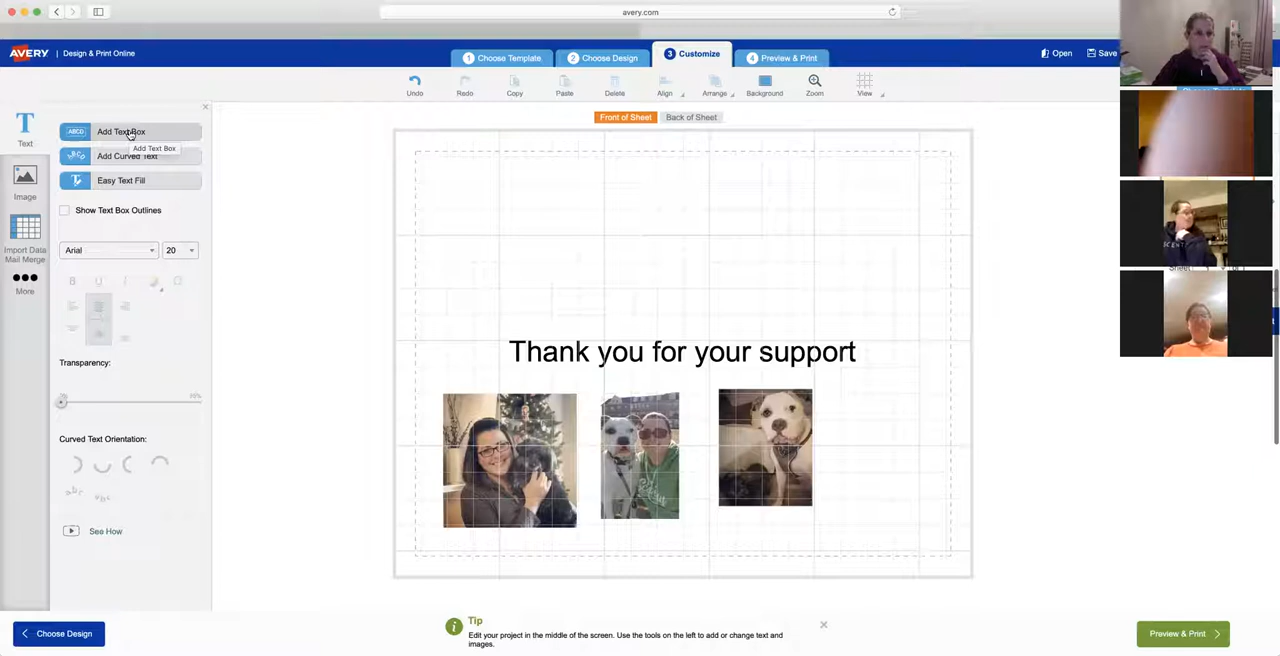 avery.com
AVERY Design & Print Online
1 Choose Template
2 Choose Design
3 Customize
4 Preview & Print
Open
Save
Undo
Redo
Copy
Paste
Delete
Align
Arrange
Background
Zoom
View
Front of Sheet
Back of Sheet
Text
Image
Import Data
Mail Merge
More
ABCD Add Text Box
Add Text Box
Add Curved Text
Easy Text Fill
Show Text Box Outlines
Arial
20
B U I
Transparency:
Curved Text Orientation:
See How
Thank you for your support
Sheet
Choose Design
Tip
Edit your project in the middle of the screen. Use the tools on the left to add or change text and
images.
Preview & Print